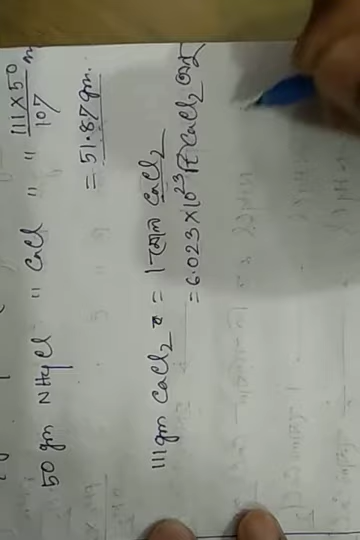 50 gm NH4Cl " CaCl " " 111 × 50 / 107
= 51.87 gm.
111 gm CaCl2 = 1 মোল CaCl2
= 6.023 × 10^23 টি CaCl2 অণু